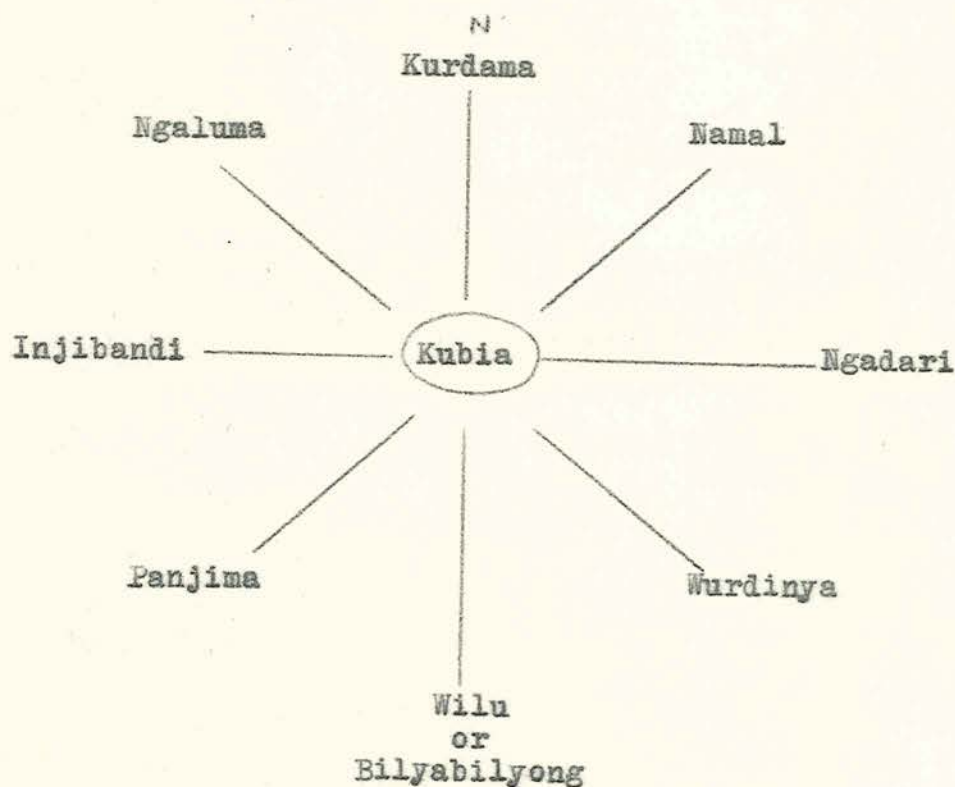 N
Kurdama
Ngaluma
Namal
Injibandi
Kubia
Ngadari
Panjima
Wurdinya
Wilu
or
Bilyabilyong